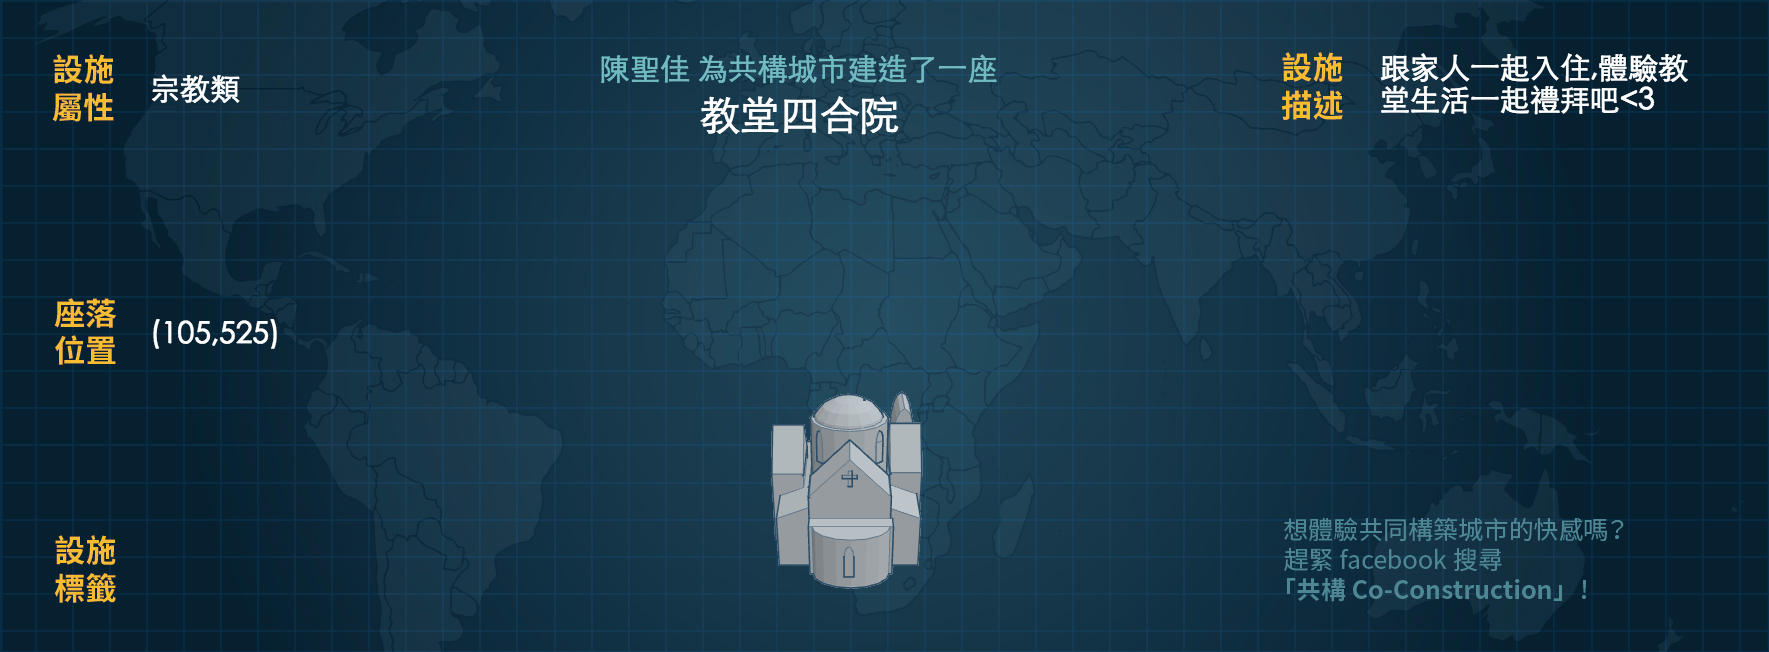 設施
屬性
宗教類
陳聖佳 為共構城市建造了一座
教堂四合院
設施
描述
跟家人一起入住,體驗教
堂生活一起禮拜吧<3
座落
位置
(105,525)
設施
標籤
想體驗共同構築城市的快感嗎?
趕緊 facebook 搜尋
「共構 Co-Construction」!